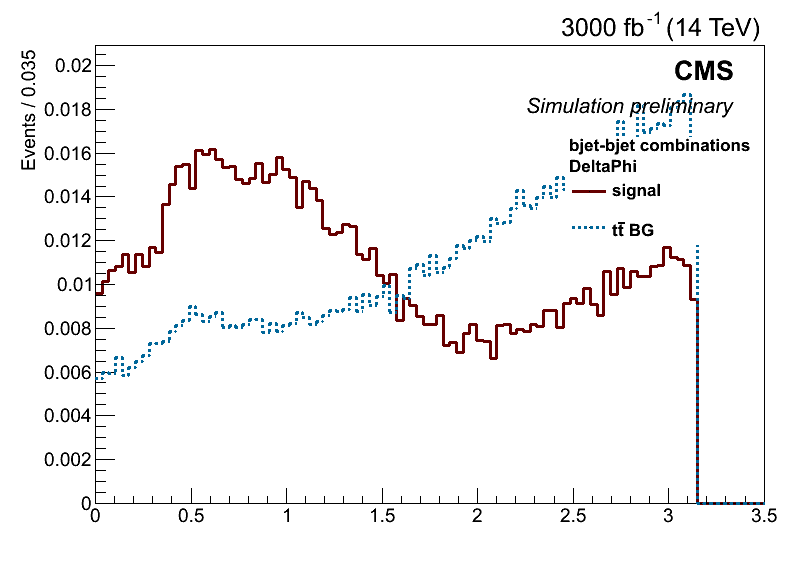 3000 fb⁻¹ (14 TeV)
CMS
Simulation preliminary
bjet-bjet combinations
DeltaPhi
signal
tt̄ BG
Events / 0.035
0.02
0.018
0.016
0.014
0.012
0.01
0.008
0.006
0.004
0.002
0
0 0.5 1 1.5 2 2.5 3 3.5